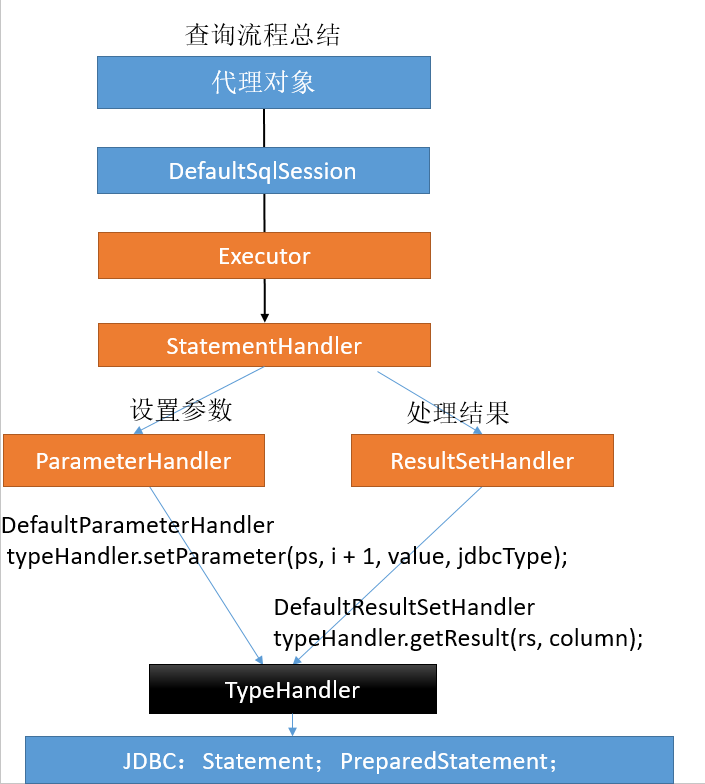 查询流程总结
代理对象
DefaultSqlSession
Executor
StatementHandler
设置参数
处理结果
ParameterHandler
ResultSetHandler
DefaultParameterHandler
typeHandler.setParameter(ps, i + 1, value, jdbcType);
DefaultResultSetHandler
typeHandler.getResult(rs, column);
TypeHandler
JDBC：Statement；PreparedStatement；